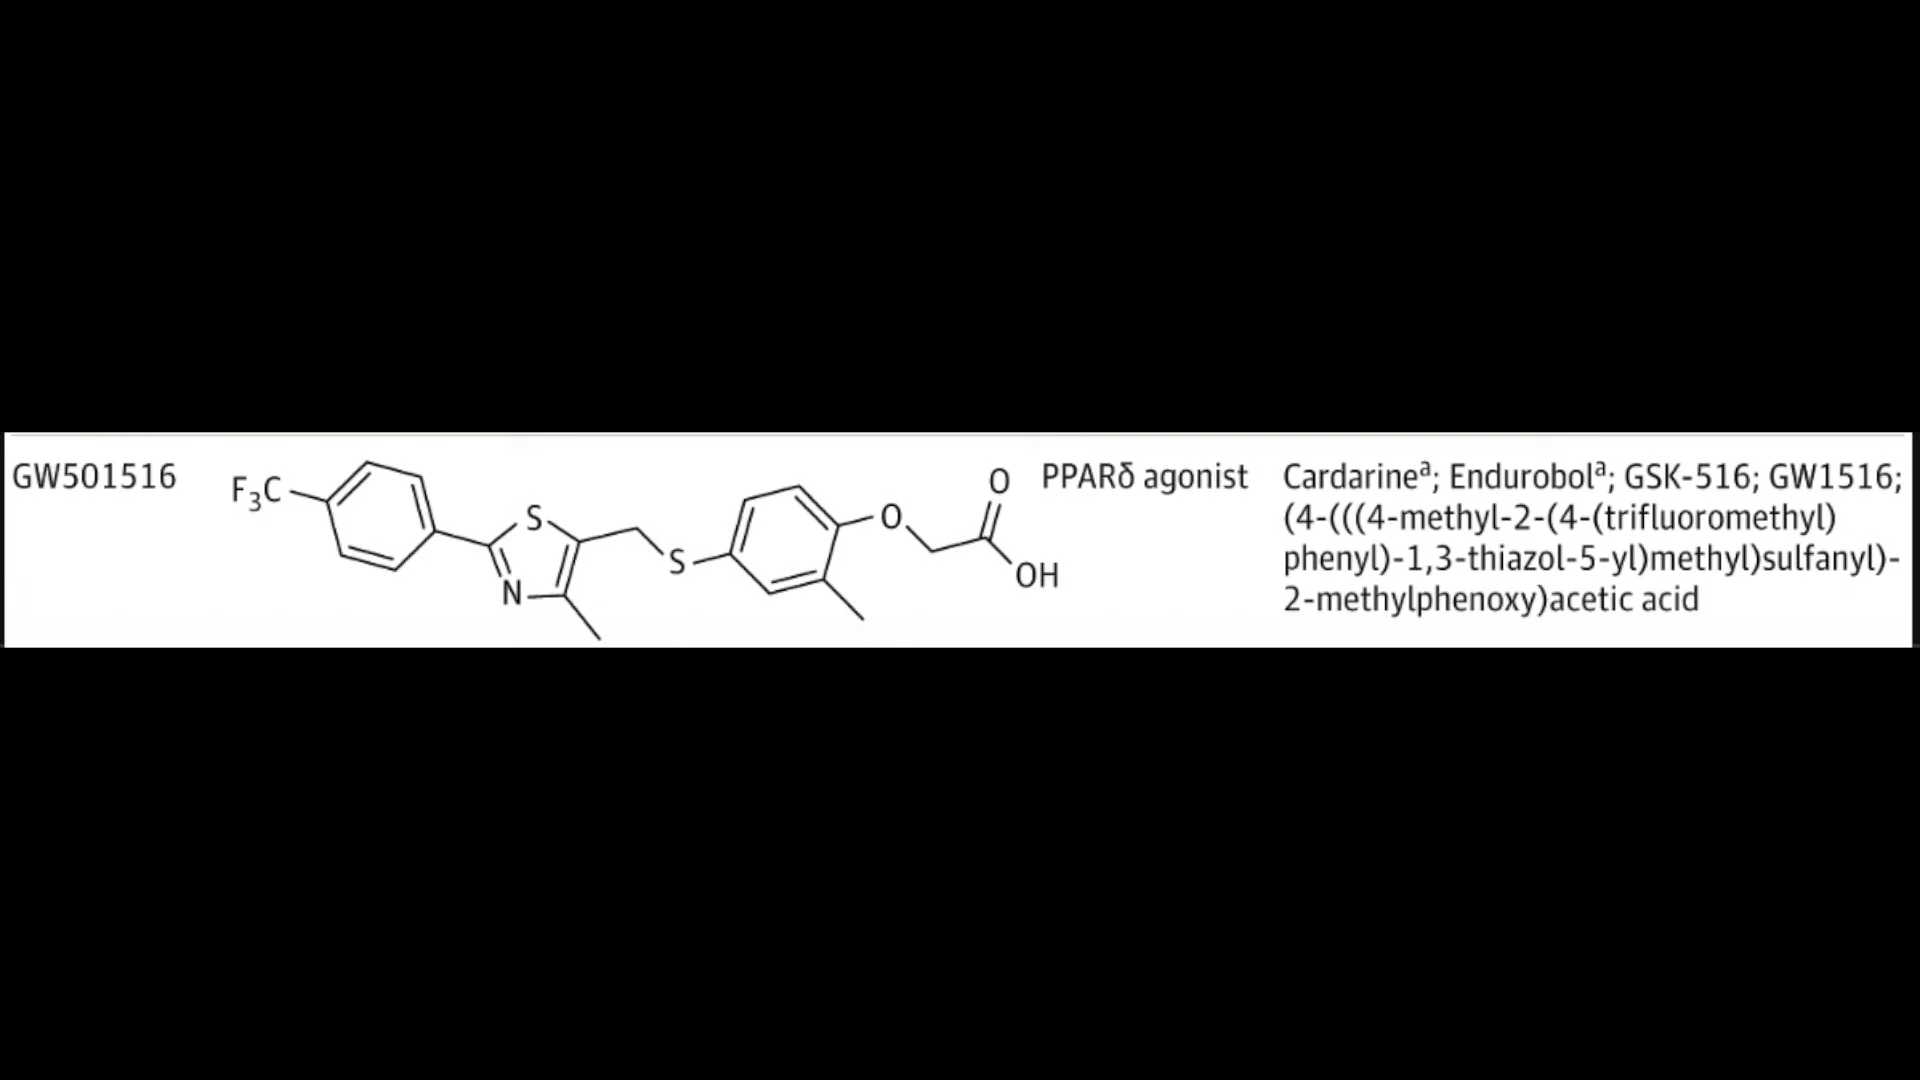 GW501516
F₃C
S
N
S
O
O
OH
PPARδ agonist
Cardarineᵃ; Endurobolᵃ; GSK-516; GW1516;
(4-(((4-methyl-2-(4-(trifluoromethyl)
phenyl)-1,3-thiazol-5-yl)methyl)sulfanyl)-
2-methylphenoxy)acetic acid